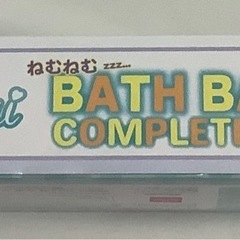 ねむねむ zzz...
BATH BA
COMPLETE